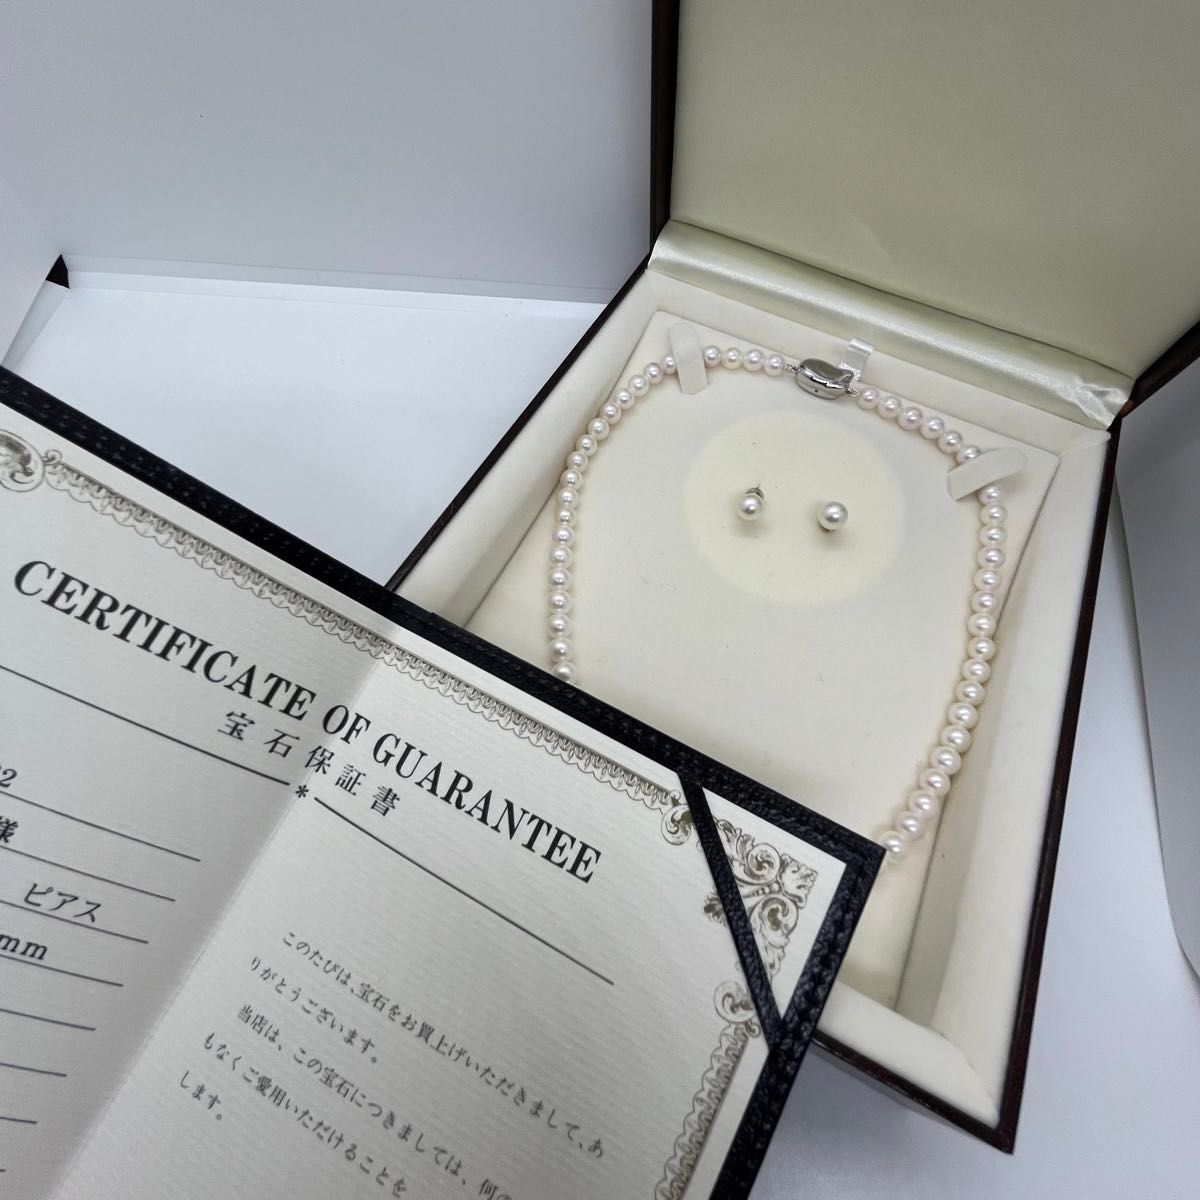 CERTIFICATE OF GUARANTEE
宝石保証書
*
2
様
ピアス
mm
このたびは、宝石をお買上げいただきまして、あ
りがとうございます。
当店は、この宝石につきましては、何の
もなくご愛用いただけることを
します。